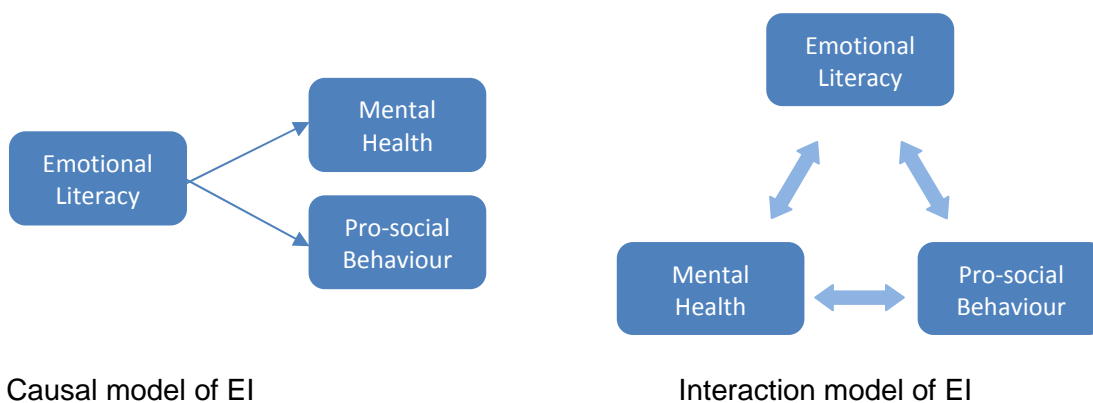 Emotional
Literacy
Mental
Health
Pro-social
Behaviour
Causal model of EI
Emotional
Literacy
Mental
Health
Pro-social
Behaviour
Interaction model of EI